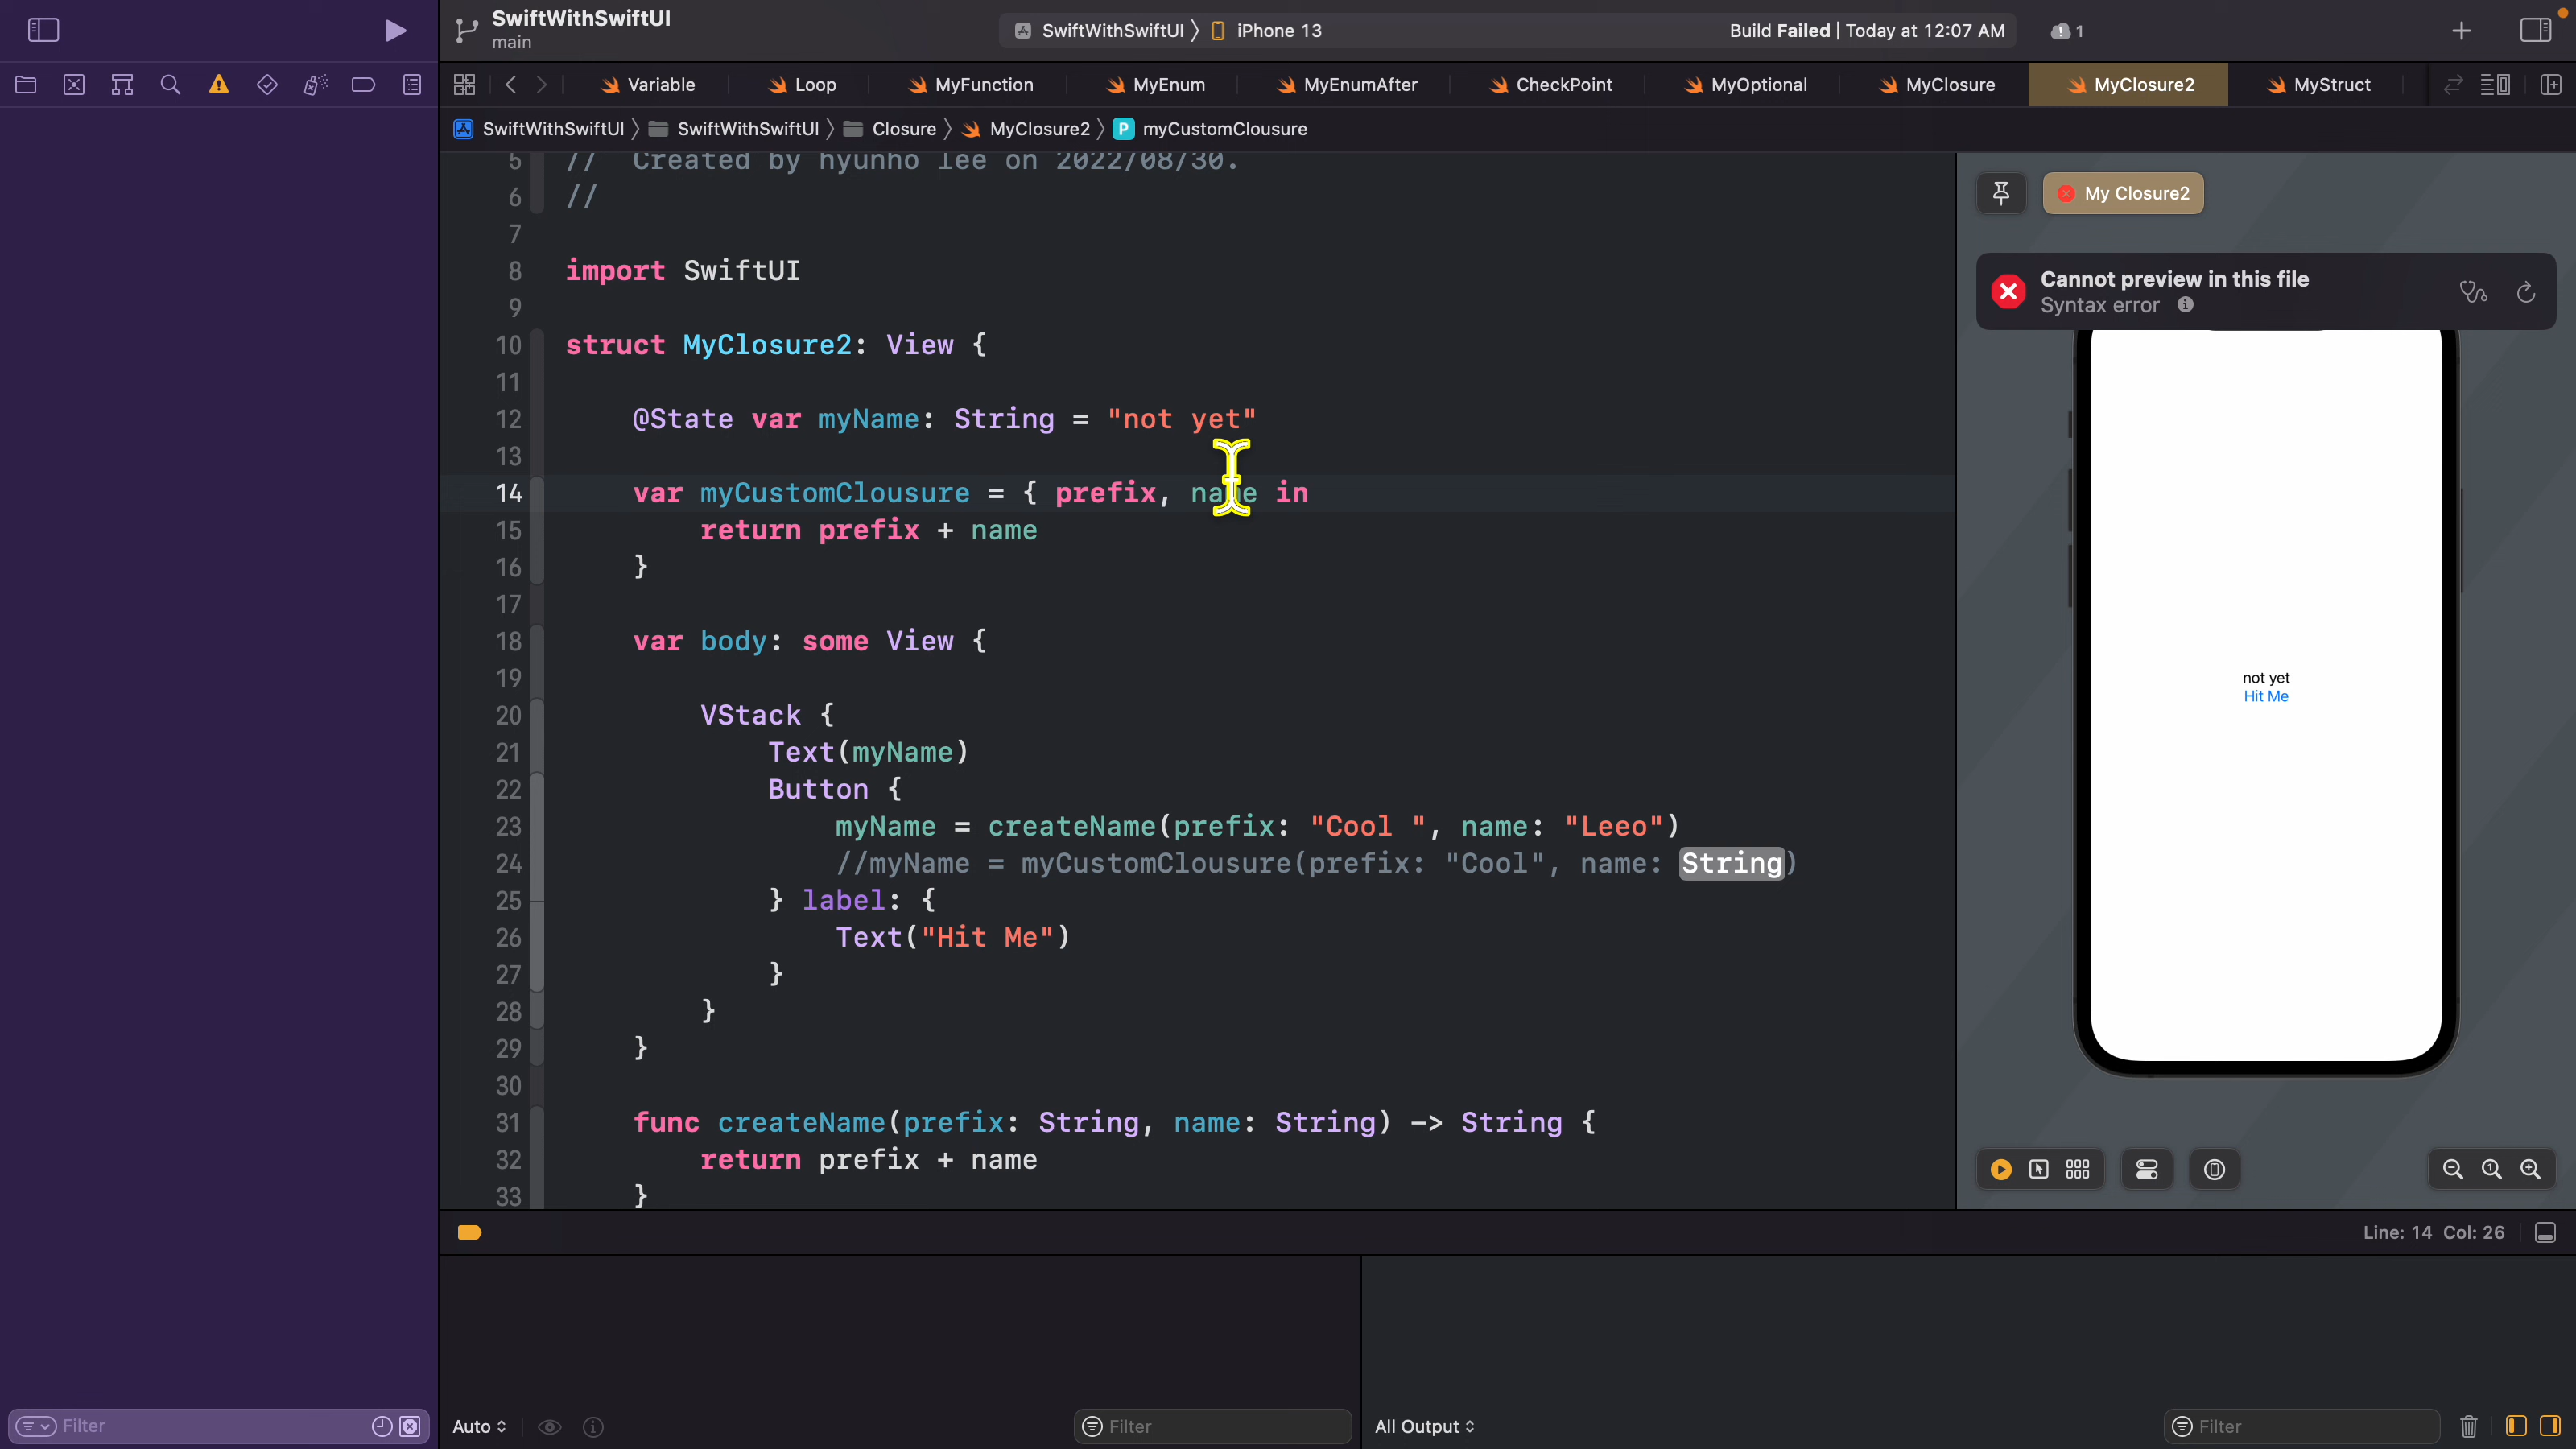 SwiftWithSwiftUI
main
SwiftWithSwiftUI 〉 iPhone 13
Build Failed | Today at 12:07 AM
1
Variable
Loop
MyFunction
MyEnum
MyEnumAfter
CheckPoint
MyOptional
MyClosure
MyClosure2
MyStruct
SwiftWithSwiftUI 〉 SwiftWithSwiftUI 〉 Closure 〉 MyClosure2 〉 P myCustomClousure
5 //  Created by hyunho lee on 2022/08/30.
6 //
7
8 import SwiftUI
9
10 struct MyClosure2: View {
11
12     @State var myName: String = "not yet"
13
14     var myCustomClousure = { prefix, name in
15         return prefix + name
16     }
17
18     var body: some View {
19
20         VStack {
21             Text(myName)
22             Button {
23                 myName = createName(prefix: "Cool ", name: "Leeo")
24                 //myName = myCustomClousure(prefix: "Cool", name: String)
25             } label: {
26                 Text("Hit Me")
27             }
28         }
29     }
30
31     func createName(prefix: String, name: String) -> String {
32         return prefix + name
33     }
My Closure2
Cannot preview in this file
Syntax error
not yet
Hit Me
Line: 14 Col: 26
Filter
Auto
Filter
All Output
Filter